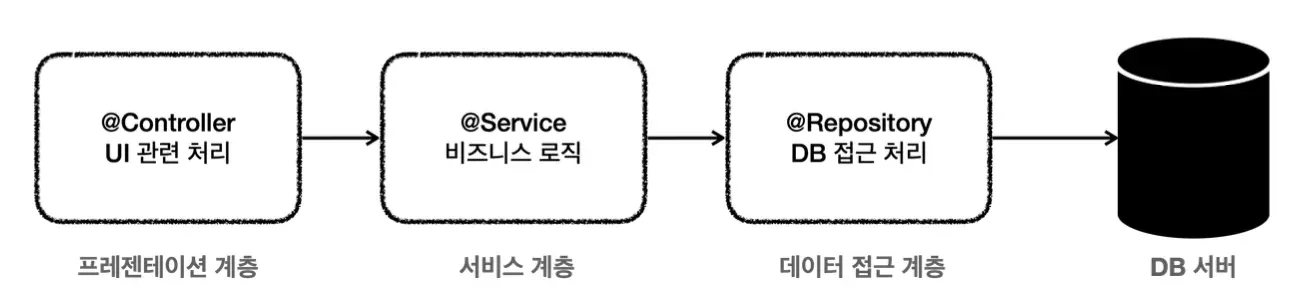 @Controller
UI 관련 처리
@Service
비즈니스 로직
@Repository
DB 접근 처리
프레젠테이션 계층
서비스 계층
데이터 접근 계층
DB 서버